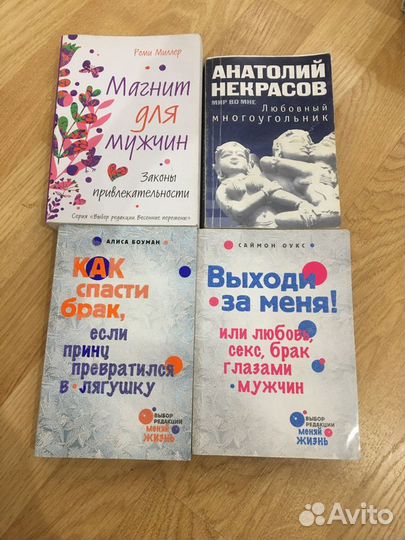 Реми Миллер
Магнит
для
мужчин
Законы
привлекательности
Серия «Выбор редакции. Весенние перемены»
АНАТОЛИЙ
НЕКРАСОВ
МИР ВО МНЕ
Любовный
многоугольник
АЛИСА БОУМАН
КАК
спасти
брак,
если
принц
превратился
в лягушку
ВЫБОР
РЕДАКЦИИ
МЕНЯЙ
ЖИЗНЬ
САЙМОН ОУКС
Выходи
за меня!
или любовь,
секс, брак
глазами
мужчин
ВЫБОР
РЕДАКЦИИ
МЕНЯЙ
ЖИЗНЬ
Avito